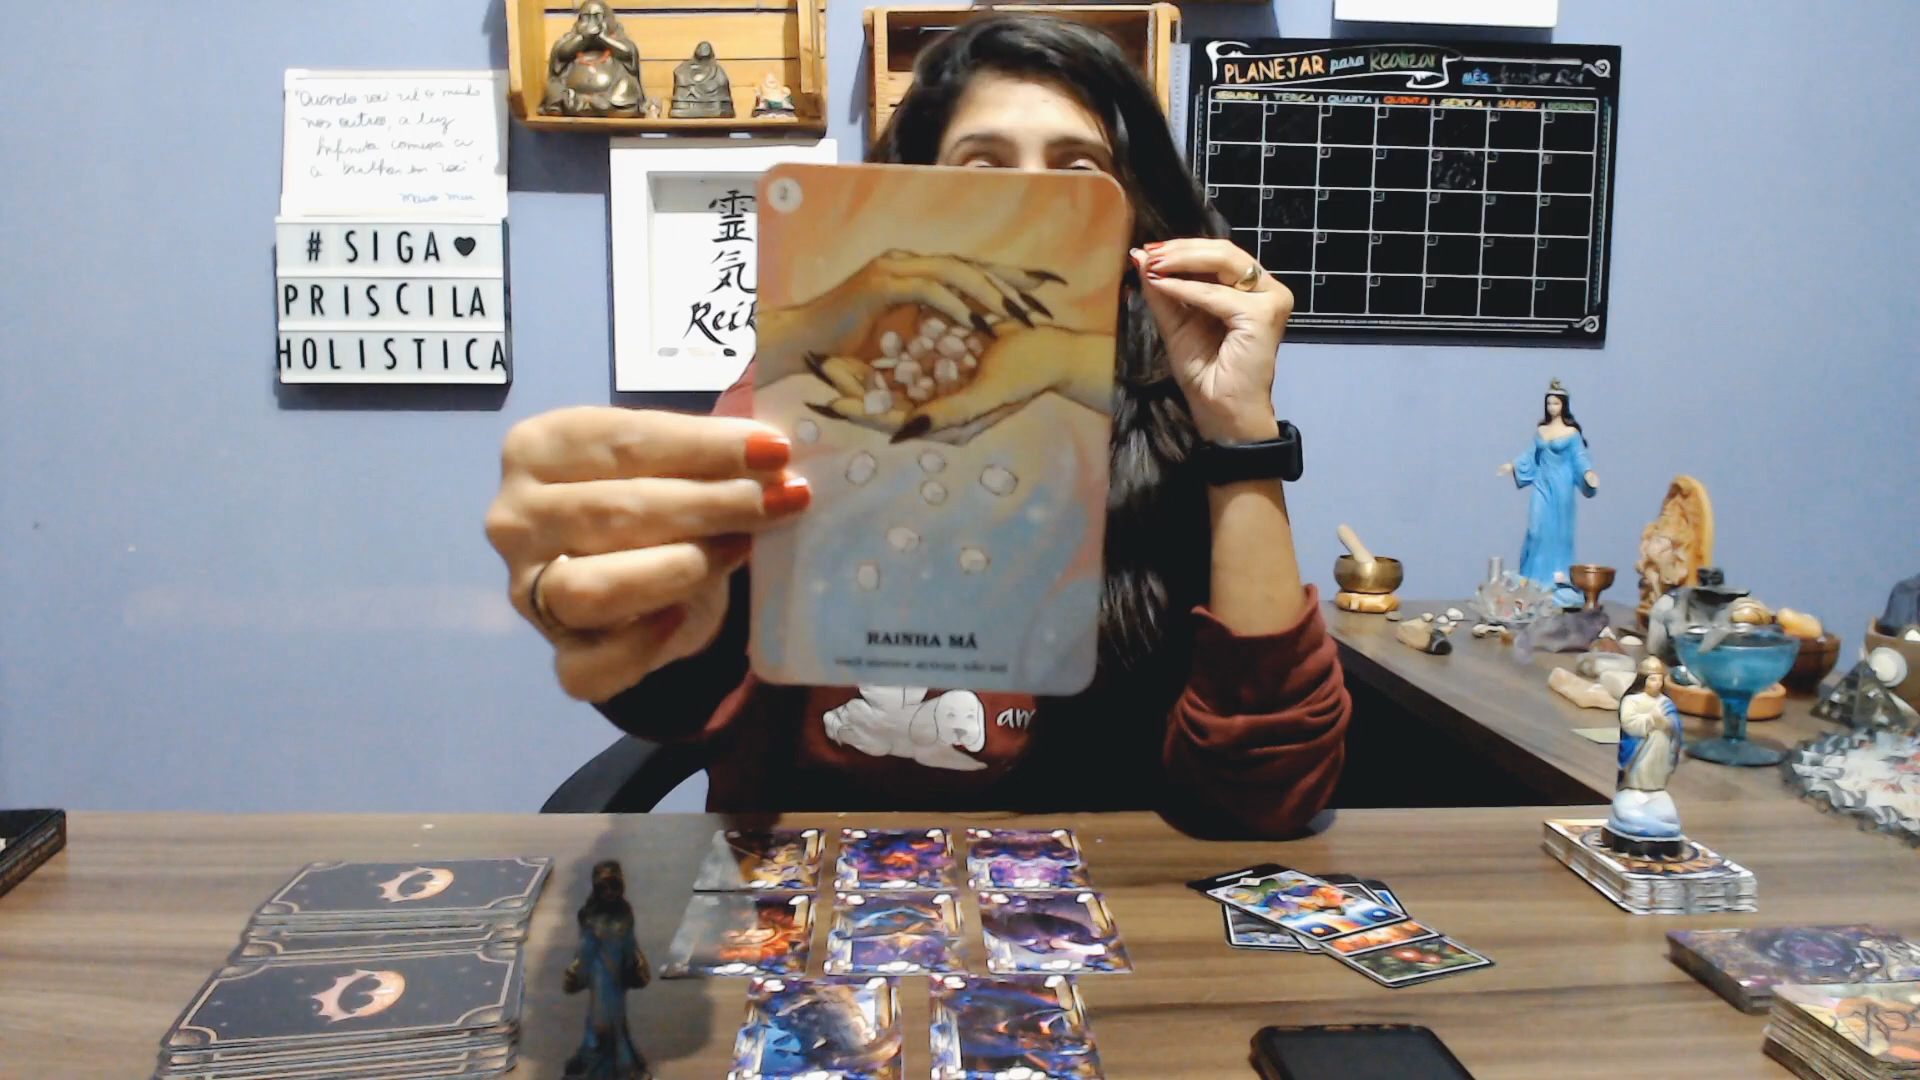 "Quando você vê o mundo
nos outros, a luz
infinita começa a
a brilhar em você"
# SIGA ♥
PRISCILA
HOLISTICA
霊
気
Reik
PLANEJAR para Realizar
MÊS
SEGUNDA TERÇA QUARTA QUINTA SEXTA SÁBADO DOMINGO
2
RAINHA MÁ
am